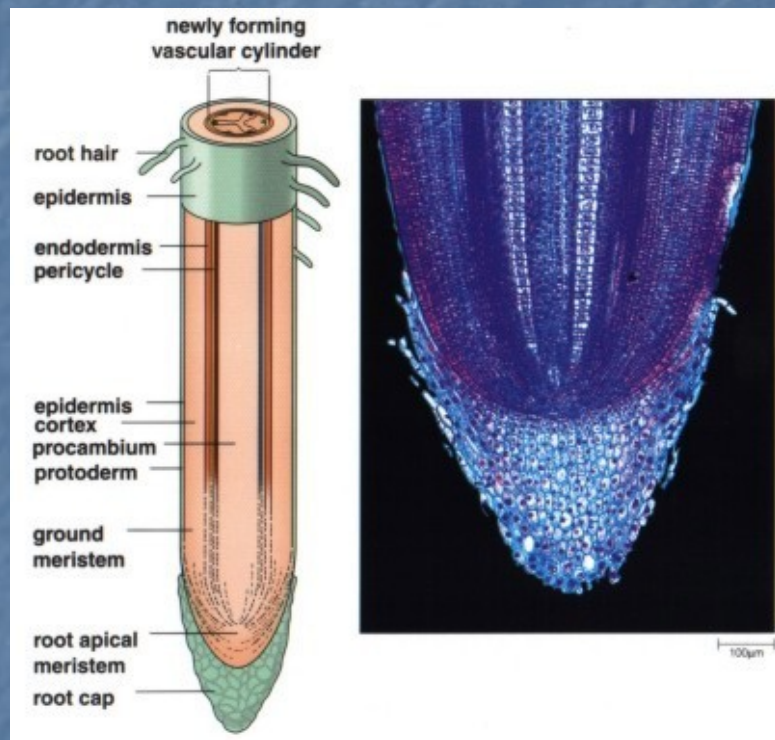 newly forming
vascular cylinder
root hair
epidermis
endodermis
pericycle
epidermis
cortex
procambium
protoderm
ground
meristem
root apical
meristem
root cap
100µm